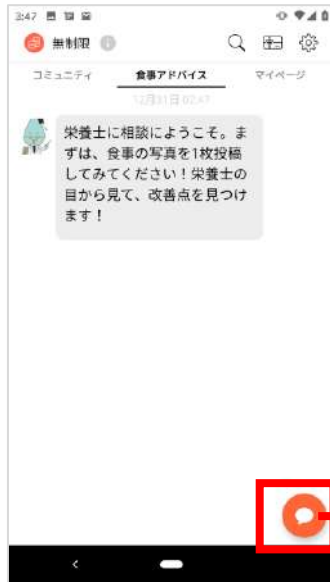 3:47
無制限
コミュニティ 食事アドバイス マイページ
12月31日 02:47
栄養士に相談にようこそ。ま
ずは、食事の写真を1枚投稿
してみてください！栄養士の
目から見て、改善点を見つけ
ます！